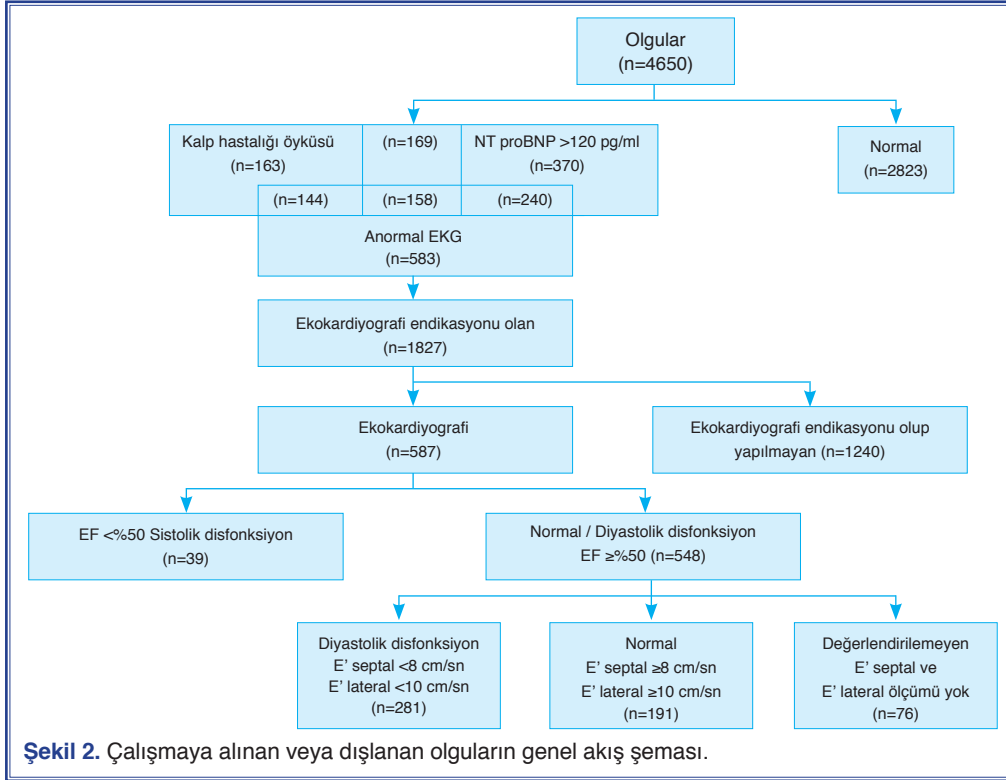 Olgular
(n=4650)
Kalp hastalığı öyküsü
(n=163)
(n=169)
NT proBNP >120 pg/ml
(n=370)
Normal
(n=2823)
(n=144)
(n=158)
(n=240)
Anormal EKG
(n=583)
Ekokardiyografi endikasyonu olan
(n=1827)
Ekokardiyografi
(n=587)
Ekokardiyografi endikasyonu olup
yapılmayan (n=1240)
EF <%50 Sistolik disfonksiyon
(n=39)
Normal / Diyastolik disfonksiyon
EF ≥%50 (n=548)
Diyastolik disfonksiyon
E' septal <8 cm/sn
E' lateral <10 cm/sn
(n=281)
Normal
E' septal ≥8 cm/sn
E' lateral ≥10 cm/sn
(n=191)
Değerlendirilemeyen
E' septal ve
E' lateral ölçümü yok
(n=76)
Şekil 2. Çalışmaya alınan veya dışlanan olguların genel akış şeması.